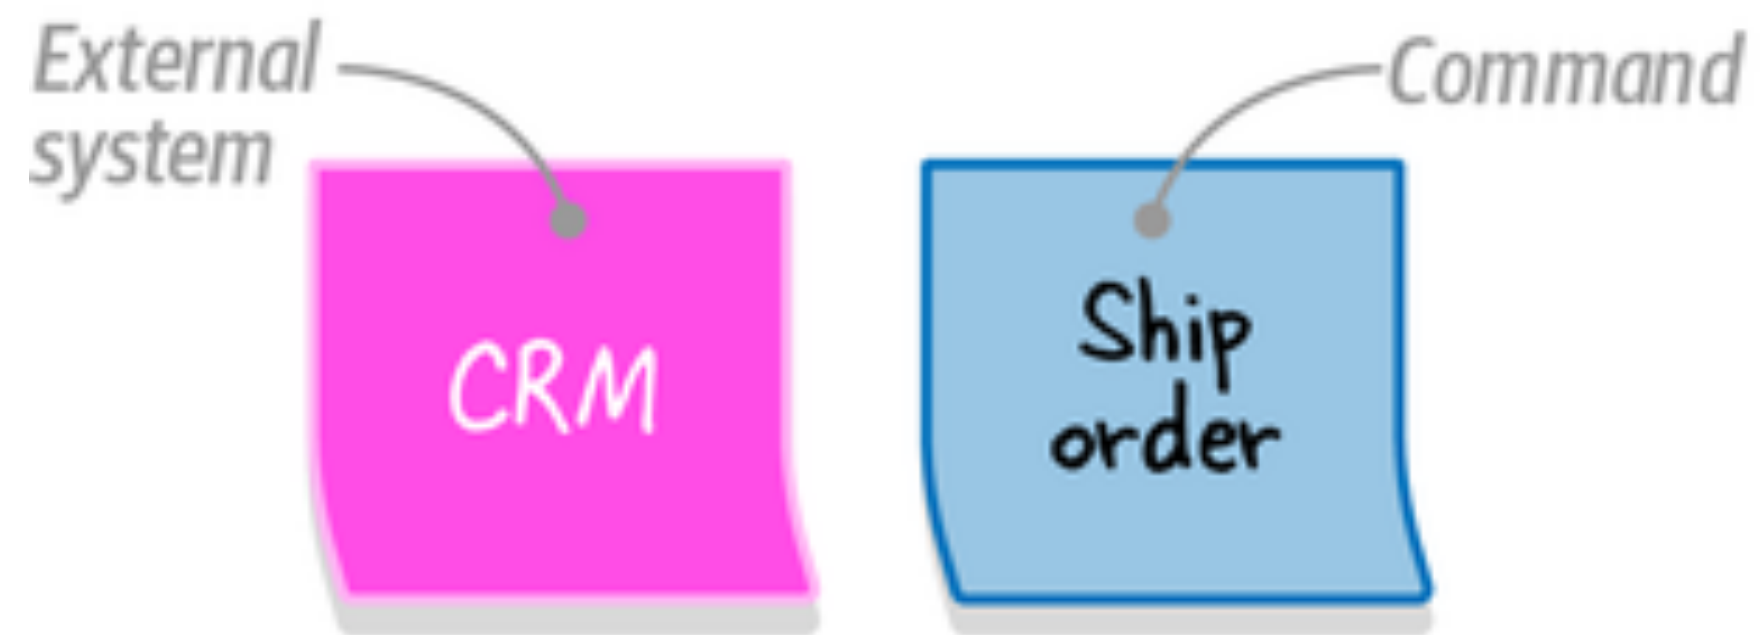 External
system
Command
CRM
Ship
order